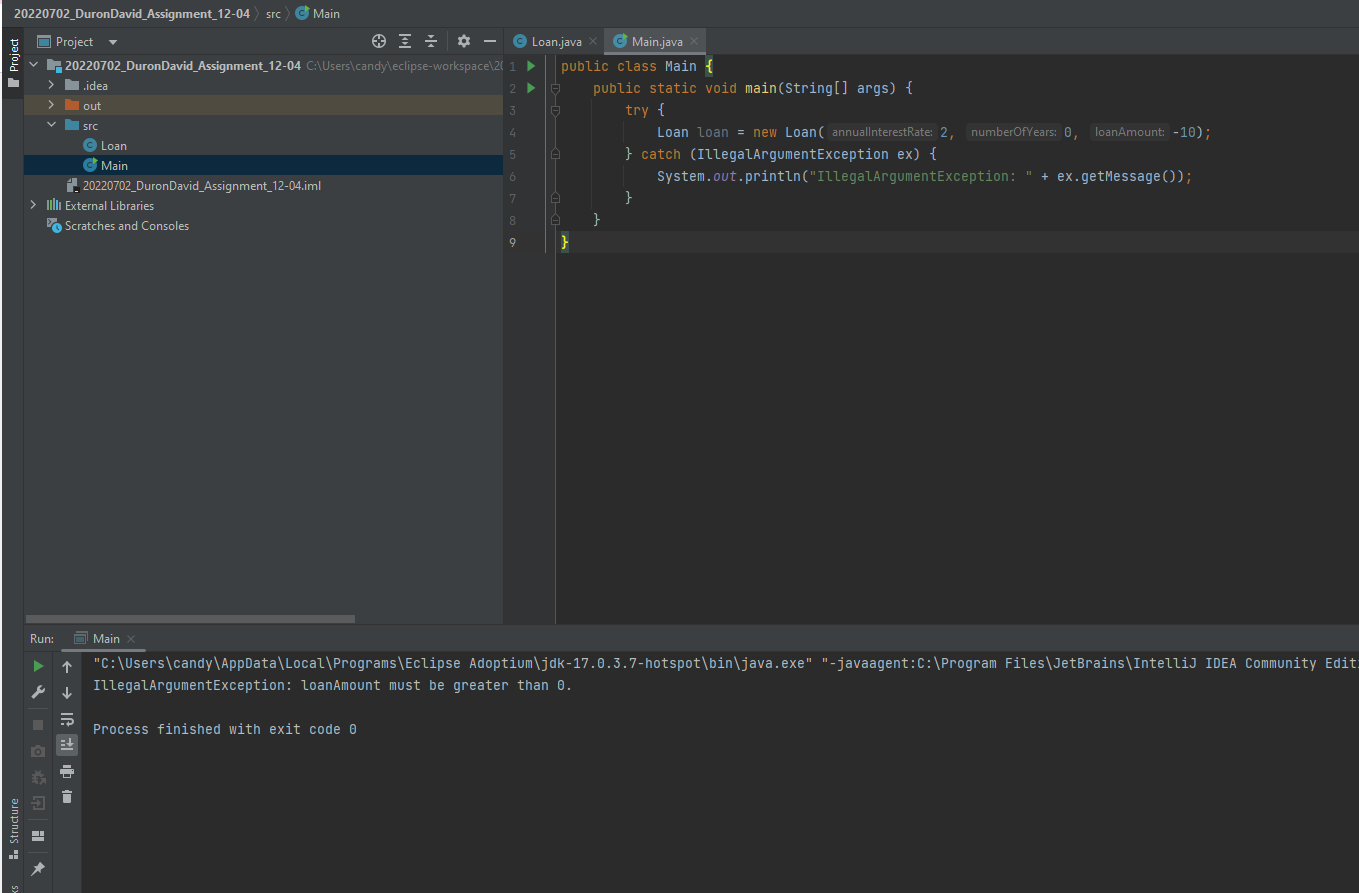 20220702_DuronDavid_Assignment_12-04 src Main
Project
Project
Loan.java
Main.java
20220702_DuronDavid_Assignment_12-04 C:\Users\candy\eclipse-workspace\20
.idea
out
src
Loan
Main
20220702_DuronDavid_Assignment_12-04.iml
External Libraries
Scratches and Consoles
1 public class Main {
2 public static void main(String[] args) {
3 try {
4 Loan loan = new Loan( annualInterestRate: 2, numberOfYears: 0, loanAmount: -10);
5 } catch (IllegalArgumentException ex) {
6 System.out.println("IllegalArgumentException: " + ex.getMessage());
7 }
8 }
9 }
Run: Main
"C:\Users\candy\AppData\Local\Programs\Eclipse Adoptium\jdk-17.0.3.7-hotspot\bin\java.exe" "-javaagent:C:\Program Files\JetBrains\IntelliJ IDEA Community Editi
IllegalArgumentException: loanAmount must be greater than 0.
Process finished with exit code 0
Structure